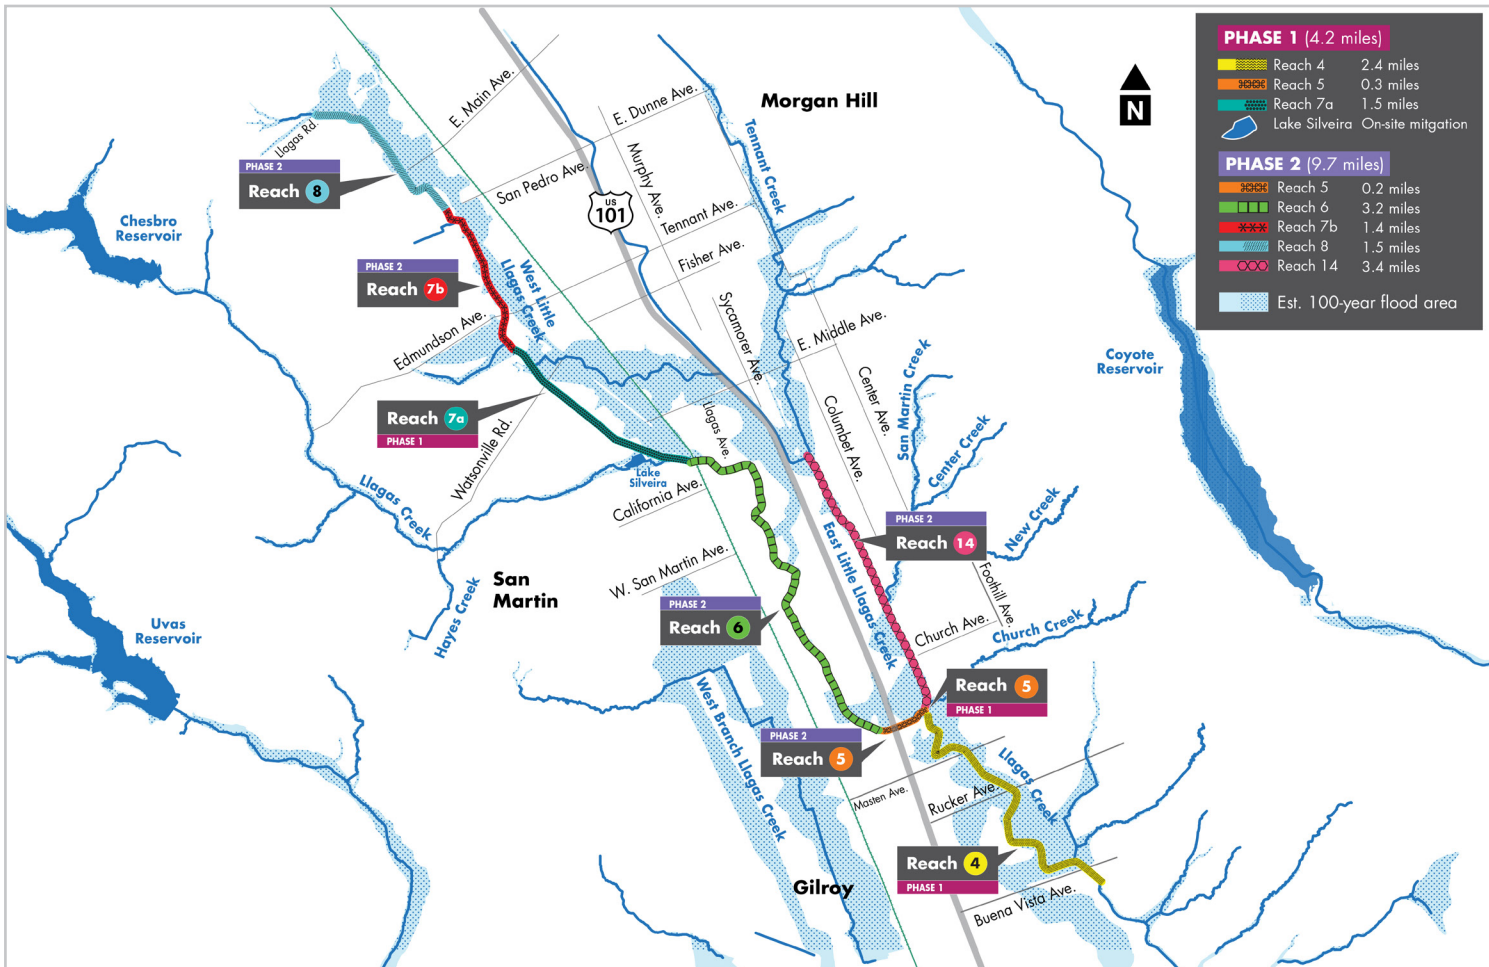 PHASE 1 (4.2 miles)
Reach 4 2.4 miles
Reach 5 0.3 miles
Reach 7a 1.5 miles
Lake Silveira On-site mitgation
PHASE 2 (9.7 miles)
Reach 5 0.2 miles
Reach 6 3.2 miles
Reach 7b 1.4 miles
Reach 8 1.5 miles
Reach 14 3.4 miles
Est. 100-year flood area
N
Morgan Hill
E. Main Ave.
E. Dunne Ave.
Llagas Rd.
PHASE 2
Reach 8
San Pedro Ave.
Murphy Ave.
Tennant Creek
US
101
Tennant Ave.
Fisher Ave.
Chesbro
Reservoir
PHASE 2
Reach 7b
West Little
Llagas Creek
Edmundson Ave.
Sycamorer Ave.
E. Middle Ave.
Center Ave.
San Martin Creek
Coyote
Reservoir
Reach 7a
PHASE 1
Llagas Ave.
Columbet Ave.
Center Creek
Watsonville Rd.
Lake
Silveira
California Ave.
Llagas Creek
PHASE 2
Reach 14
New Creek
East Little Llagas Creek
W. San Martin Ave.
San
Martin
Hayes Creek
Foothill Ave.
PHASE 2
Reach 6
Church Ave.
Church Creek
Uvas
Reservoir
Reach 5
PHASE 1
West Branch Llagas Creek
PHASE 2
Reach 5
Llagas Creek
Masten Ave.
Rucker Ave.
Reach 4
PHASE 1
Gilroy
Buena Vista Ave.